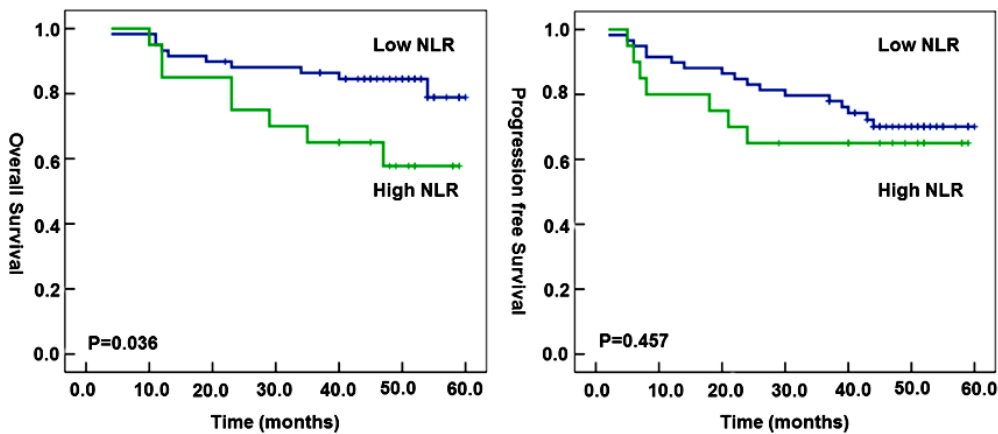 Overall Survival
1.0
0.8
0.6
0.4
0.2
0.0
Low NLR
High NLR
P=0.036
0.0 10.0 20.0 30.0 40.0 50.0 60.0
Time (months)
Progression free Survival
1.0
0.8
0.6
0.4
0.2
0.0
Low NLR
High NLR
P=0.457
0.0 10.0 20.0 30.0 40.0 50.0 60.0
Time (months)